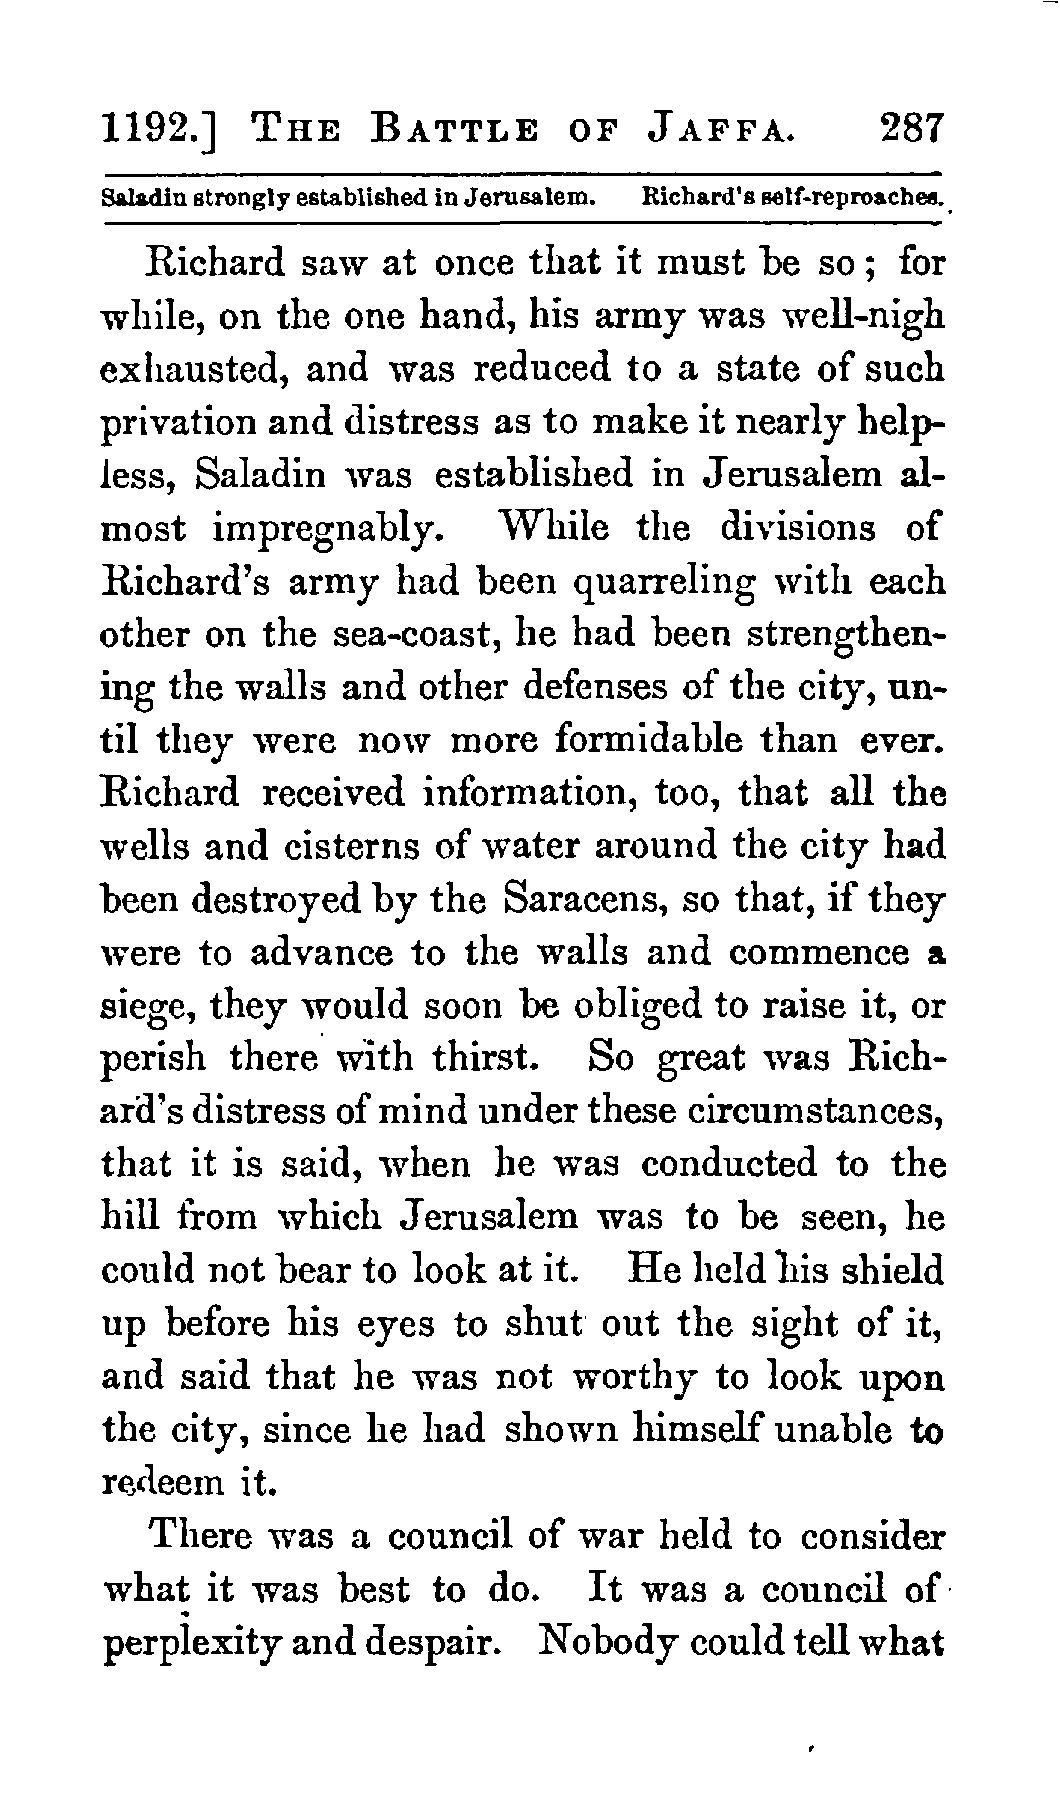 1192.] THE BATTLE OF JAFFA. 287
Saladin strongly established in Jerusalem. Richard's self-reproaches.
Richard saw at once that it must be so; for
while, on the one hand, his army was well-nigh
exhausted, and was reduced to a state of such
privation and distress as to make it nearly help-
less, Saladin was established in Jerusalem al-
most impregnably. While the divisions of
Richard's army had been quarreling with each
other on the sea-coast, he had been strengthen-
ing the walls and other defenses of the city, un-
til they were now more formidable than ever.
Richard received information, too, that all the
wells and cisterns of water around the city had
been destroyed by the Saracens, so that, if they
were to advance to the walls and commence a
siege, they would soon be obliged to raise it, or
perish there with thirst. So great was Rich-
ard's distress of mind under these circumstances,
that it is said, when he was conducted to the
hill from which Jerusalem was to be seen, he
could not bear to look at it. He held his shield
up before his eyes to shut out the sight of it,
and said that he was not worthy to look upon
the city, since he had shown himself unable to
redeem it.
There was a council of war held to consider
what it was best to do. It was a council of
perplexity and despair. Nobody could tell what